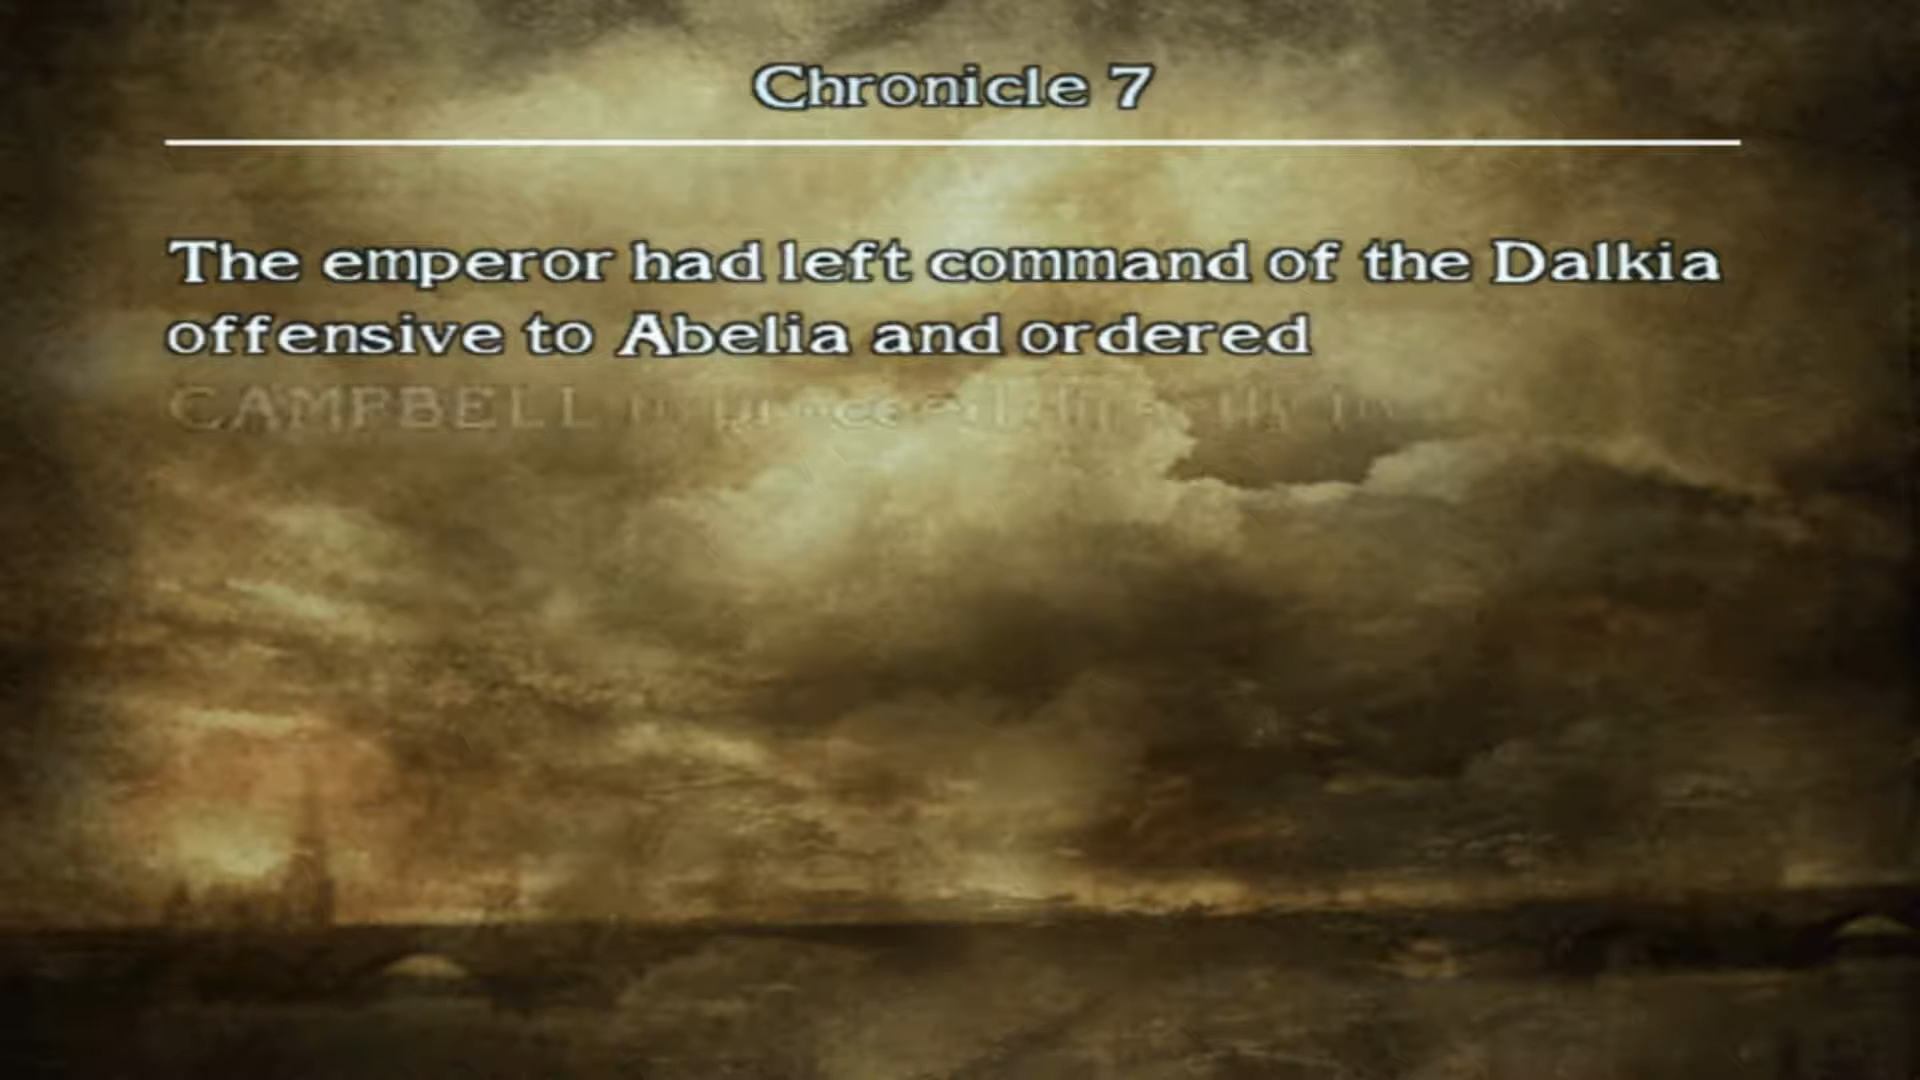 Chronicle 7
The emperor had left command of the Dalkia
offensive to Abelia and ordered
CAMPBELL